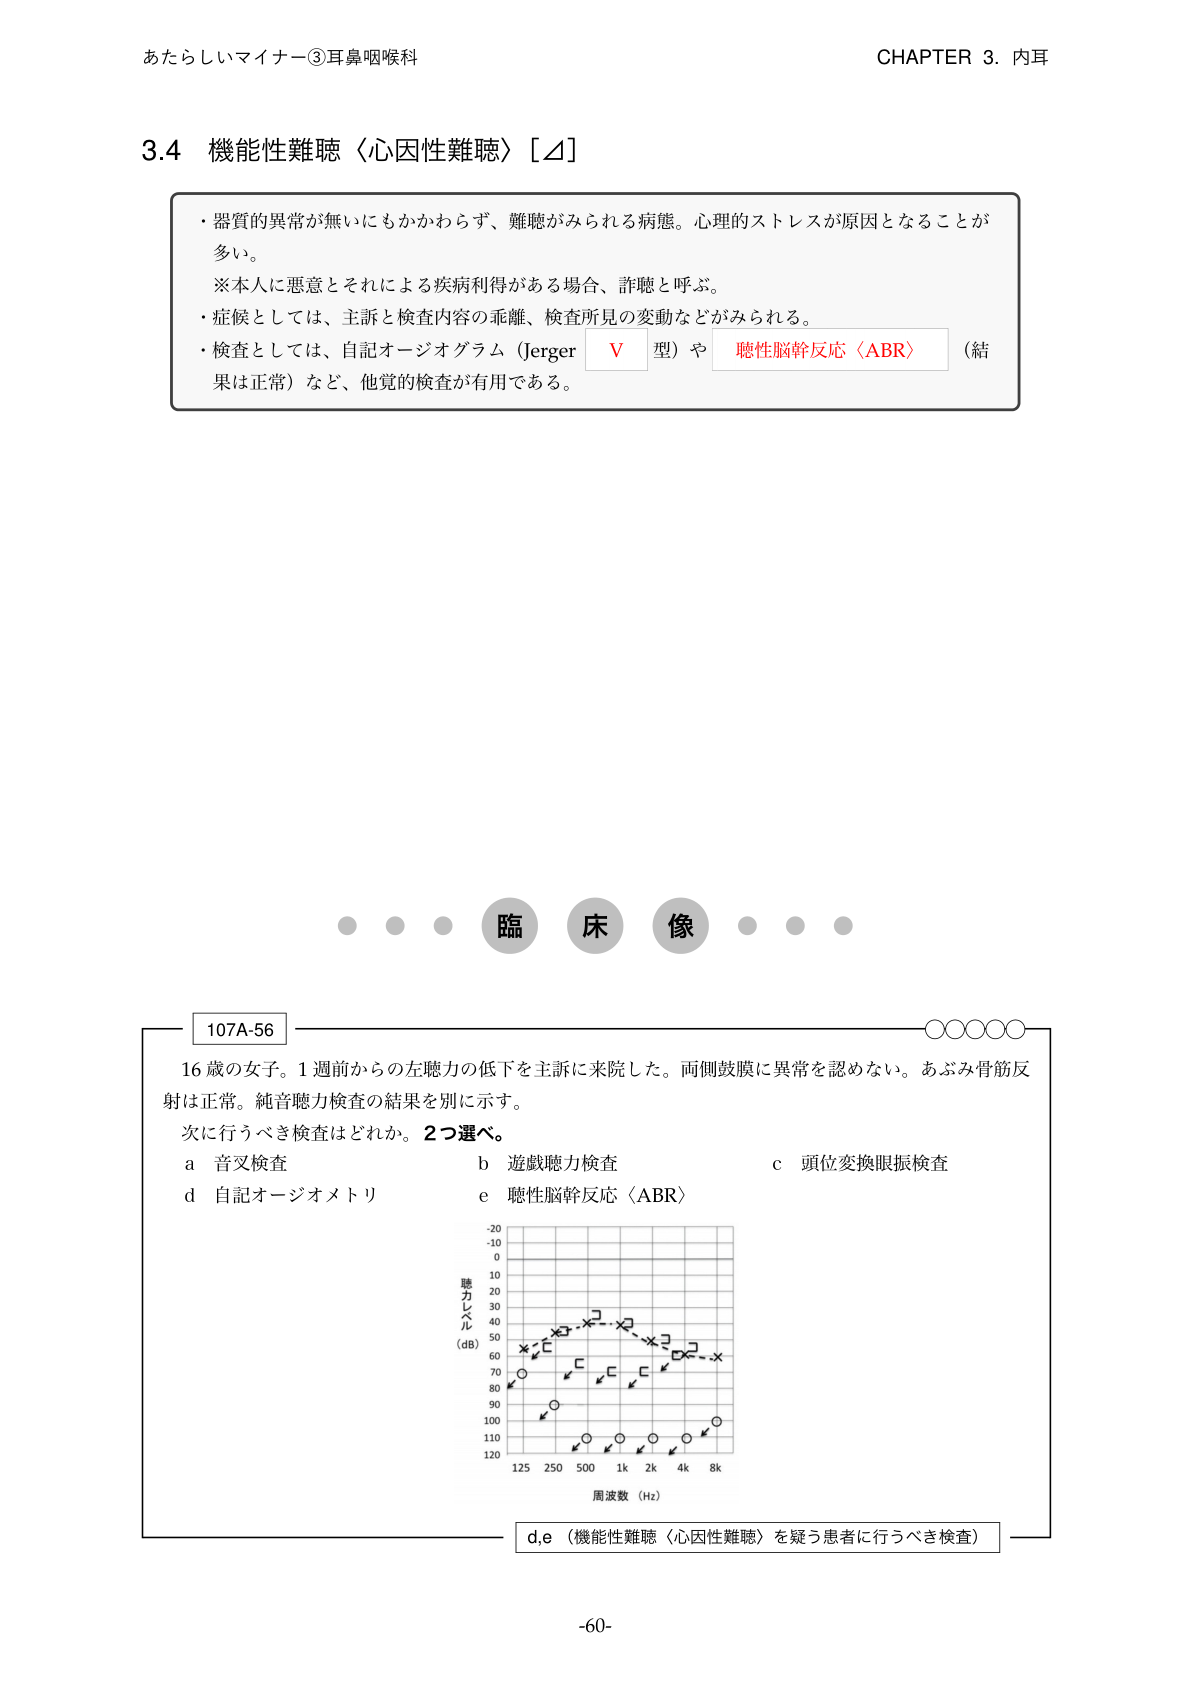 あたらしいマイナー③耳鼻咽喉科
CHAPTER 3. 内耳
3.4 機能性難聴〈心因性難聴〉[⊿]
・器質的異常が無いにもかかわらず、難聴がみられる病態。心理的ストレスが原因となることが
多い。
※本人に悪意とそれによる疾病利得がある場合、詐聴と呼ぶ。
・症候としては、主訴と検査内容の乖離、検査所見の変動などがみられる。
・検査としては、自記オージオグラム（Jerger V 型）や 聴性脳幹反応〈ABR〉（結
果は正常）など、他覚的検査が有用である。
臨 床 像
107A-56
16 歳の女子。1 週前からの左聴力の低下を主訴に来院した。両側鼓膜に異常を認めない。あぶみ骨筋反
射は正常。純音聴力検査の結果を別に示す。
次に行うべき検査はどれか。2つ選べ。
a 音叉検査 b 遊戯聴力検査 c 頭位変換眼振検査
d 自記オージオメトリ e 聴性脳幹反応〈ABR〉
聴力レベル
(dB)
-20
-10
0
10
20
30
40
50
60
70
80
90
100
110
120
125 250 500 1k 2k 4k 8k
周波数 (Hz)
d,e （機能性難聴〈心因性難聴〉を疑う患者に行うべき検査）
-60-